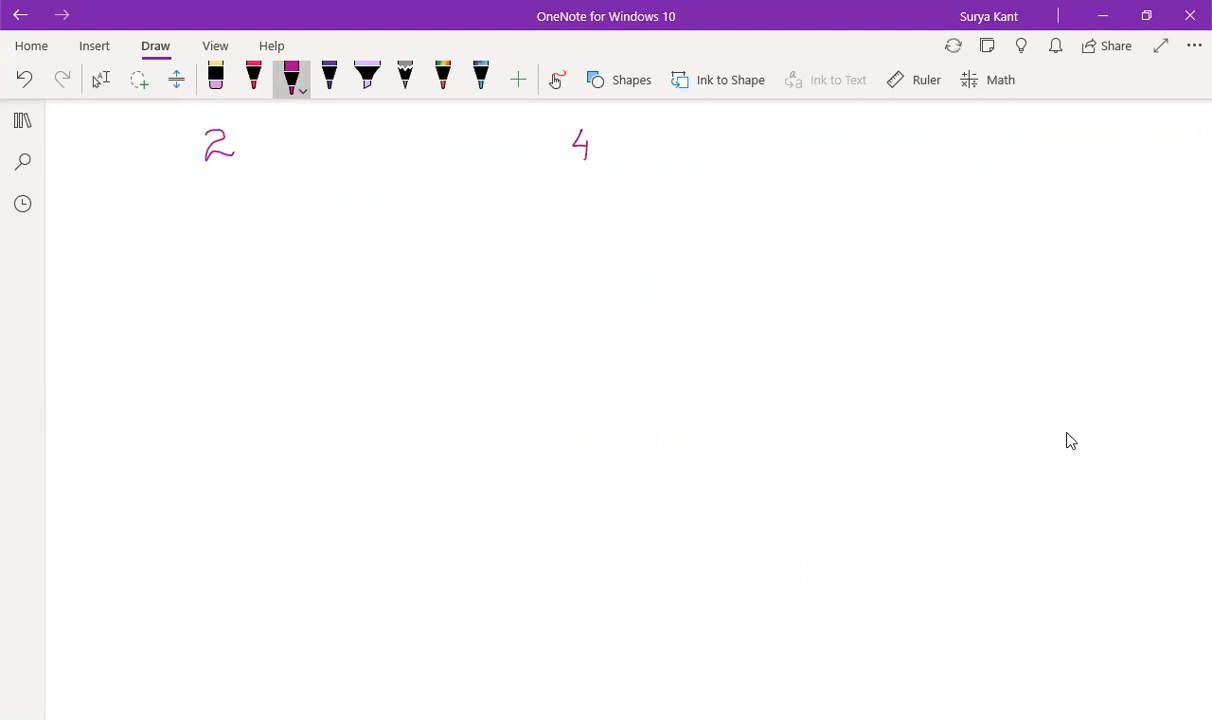 OneNote for Windows 10 Surya Kant
Home Insert Draw View Help Share
Shapes Ink to Shape Ink to Text Ruler Math
2 4